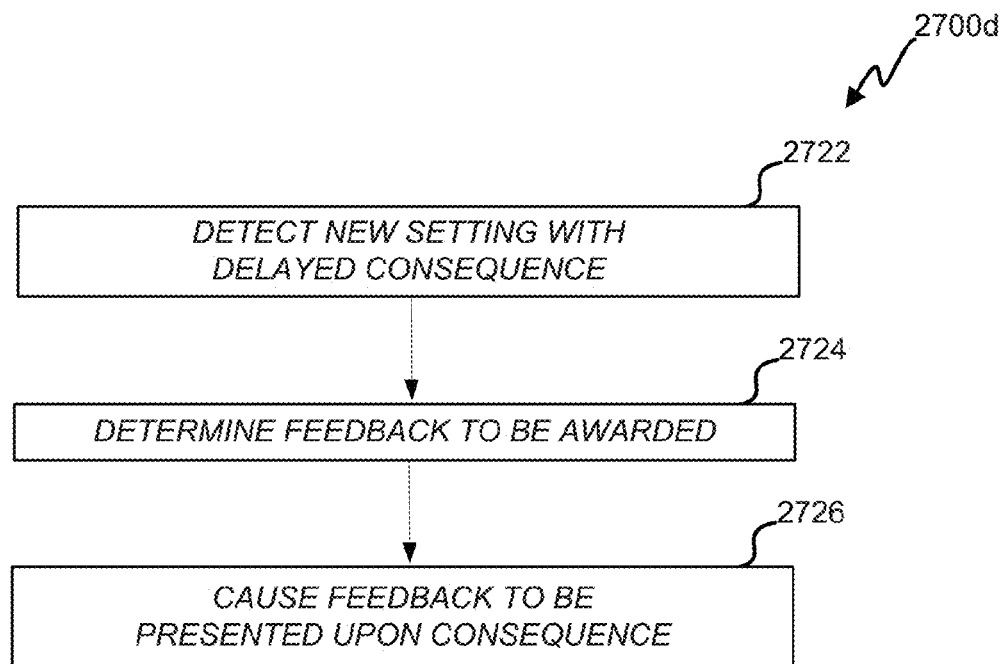 2700d
2722
DETECT NEW SETTING WITH
DELAYED CONSEQUENCE
2724
DETERMINE FEEDBACK TO BE AWARDED
2726
CAUSE FEEDBACK TO BE
PRESENTED UPON CONSEQUENCE